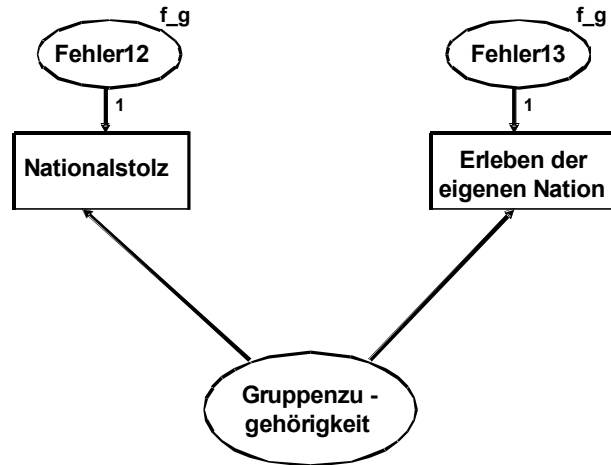 f_g
f_g
Fehler12
Fehler13
1
1
Nationalstolz
Erleben der
eigenen Nation
Gruppenzu -
gehörigkeit